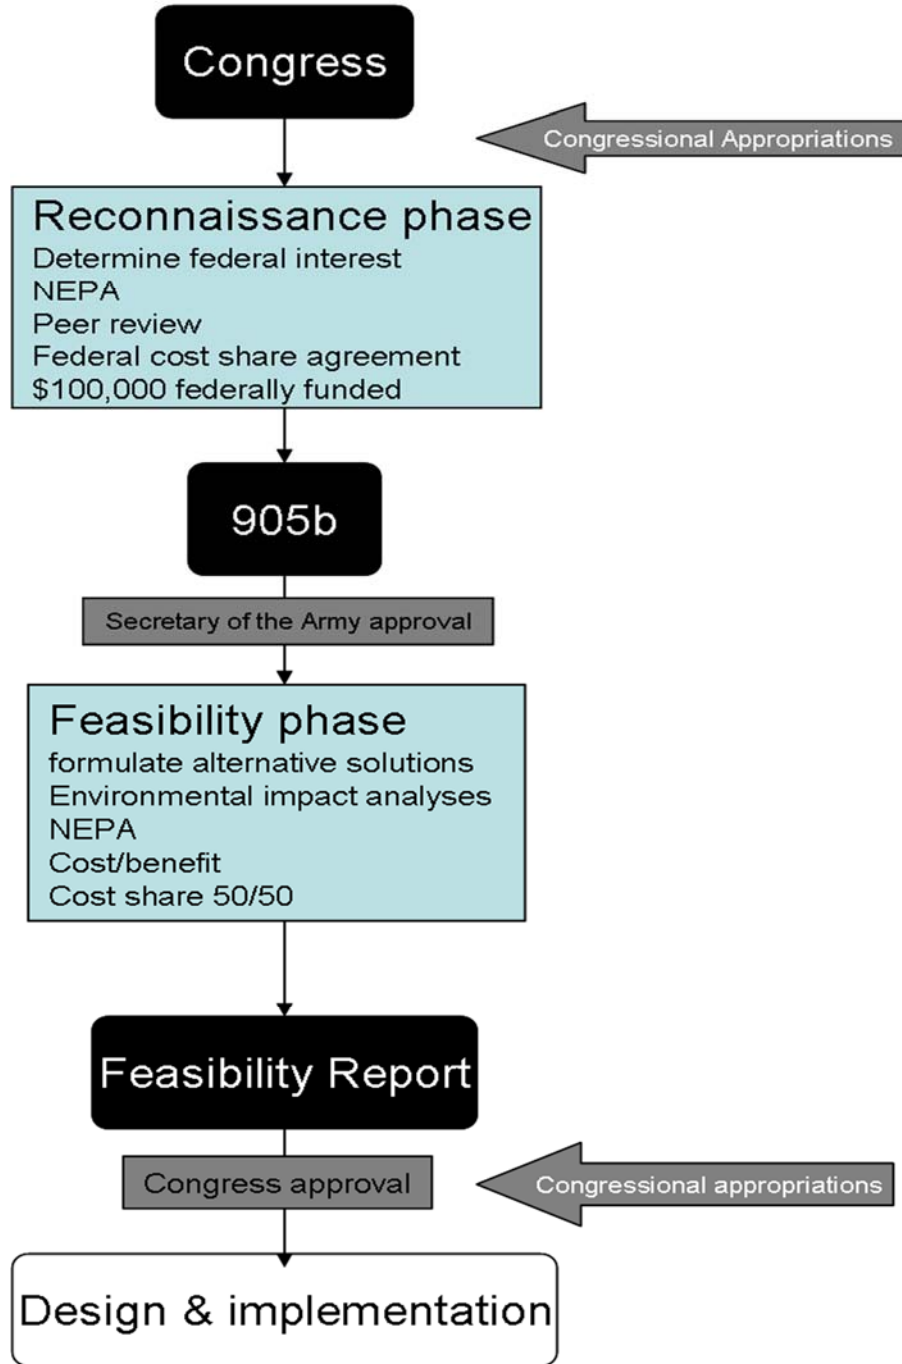 Congress
Congressional Appropriations
Reconnaissance phase
Determine federal interest
NEPA
Peer review
Federal cost share agreement
$100,000 federally funded
905b
Secretary of the Army approval
Feasibility phase
formulate alternative solutions
Environmental impact analyses
NEPA
Cost/benefit
Cost share 50/50
Feasibility Report
Congress approval
Congressional appropriations
Design & implementation